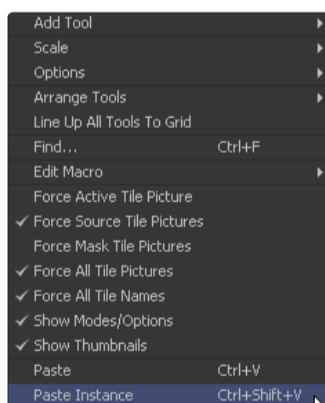 Add Tool
Scale
Options
Arrange Tools
Line Up All Tools To Grid
Find... Ctrl+F
Edit Macro
Force Active Tile Picture
Force Source Tile Pictures
Force Mask Tile Pictures
Force All Tile Pictures
Force All Tile Names
Show Modes/Options
Show Thumbnails
Paste Ctrl+V
Paste Instance Ctrl+Shift+V